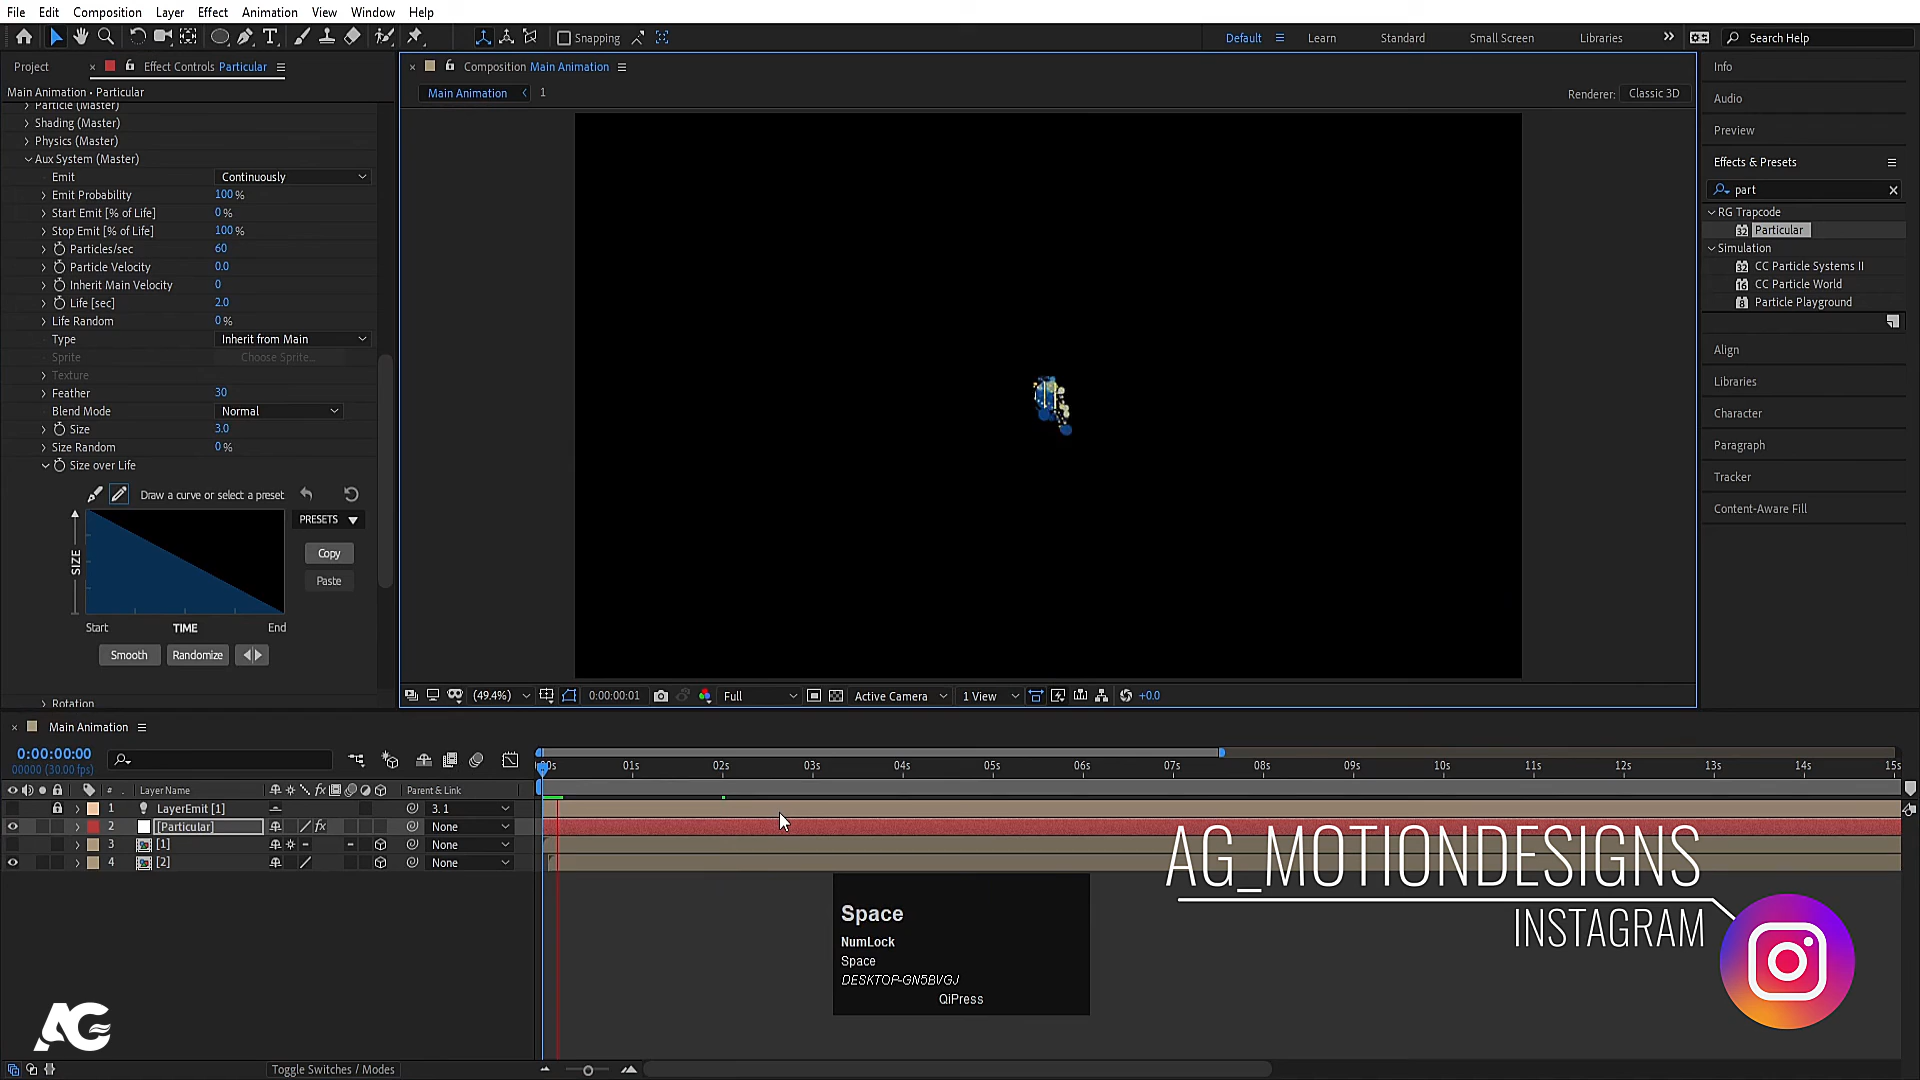 File Edit Composition Layer Effect Animation View Window Help
Snapping
Default Learn Standard Small Screen Libraries Search Help
Project Effect Controls Particular
Main Animation • Particular
Particle (Master)
Shading (Master)
Physics (Master)
Aux System (Master)
Emit Continuously
Emit Probability 100 %
Start Emit [% of Life] 0 %
Stop Emit [% of Life] 100 %
Particles/sec 60
Particle Velocity 0.0
Inherit Main Velocity 0
Life [sec] 2.0
Life Random 0 %
Type Inherit from Main
Sprite Choose Sprite...
Texture
Feather 30
Blend Mode Normal
Size 3.0
Size Random 0 %
Size over Life
Draw a curve or select a preset
PRESETS
Copy
Paste
SIZE
Start TIME End
Smooth Randomize
Rotation
Composition Main Animation
Main Animation 1
Renderer: Classic 3D
(49.4%) 0:00:00:01 Full Active Camera 1 View +0.0
Info
Audio
Preview
Effects & Presets
part
RG Trapcode
32 Particular
Simulation
32 CC Particle Systems II
16 CC Particle World
8 Particle Playground
Align
Libraries
Character
Paragraph
Tracker
Content-Aware Fill
Main Animation
0:00:00:00
00000 (30.00 fps)
00s 01s 02s 03s 04s 05s 06s 07s 08s 09s 10s 11s 12s 13s 14s 15s
# Layer Name fx Parent & Link
1 LayerEmit [1] 3. 1
2 [Particular] fx None
3 [1] None
4 [2] None
Space
NumLock
Space
DESKTOP-GN5BVGJ
QiPress
AG_MOTIONDESIGNS
INSTAGRAM
AG
Toggle Switches / Modes